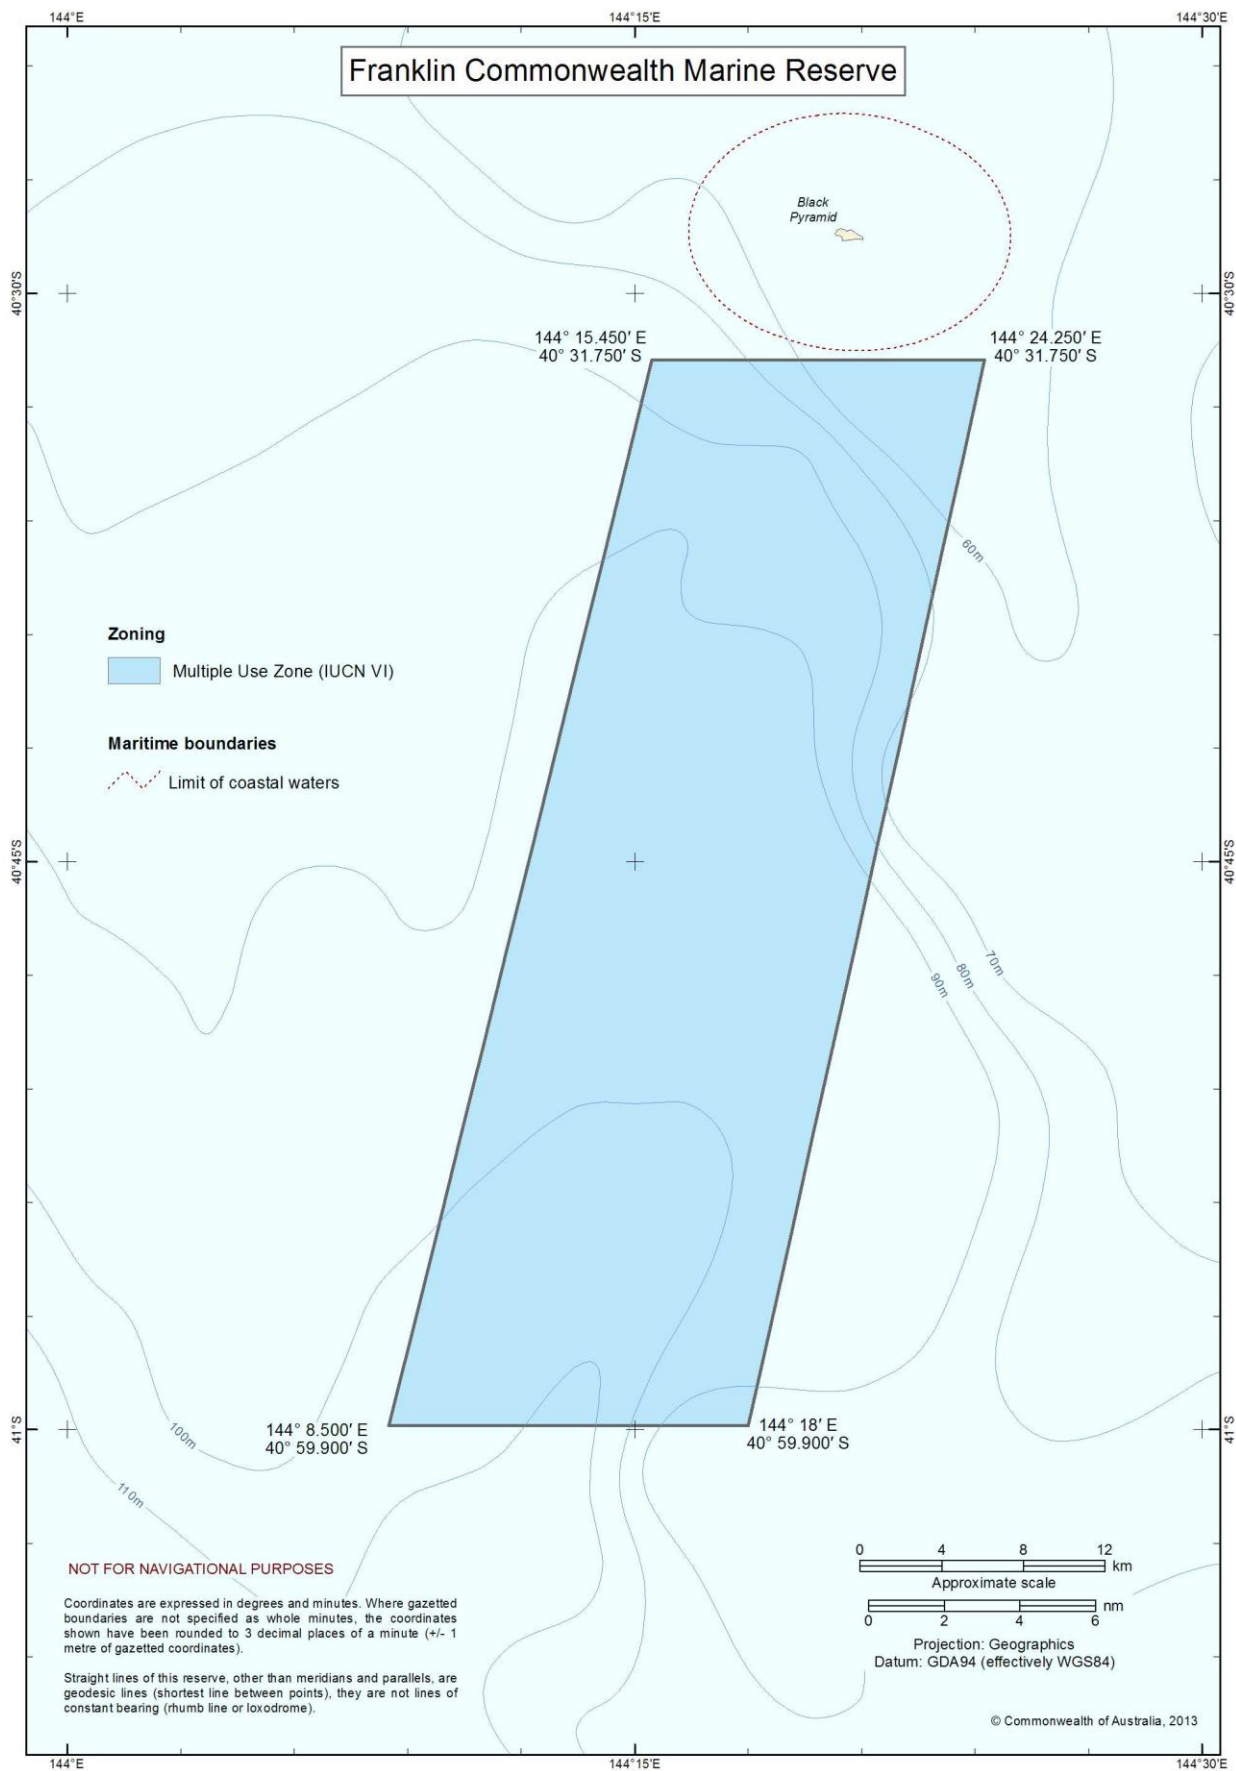 144°E
144°15'E
144°30'E
Franklin Commonwealth Marine Reserve
Black
Pyramid
40°30'S
40°30'S
144° 15.450' E
40° 31.750' S
144° 24.250' E
40° 31.750' S
60m
Zoning
Multiple Use Zone (IUCN VI)
Maritime boundaries
Limit of coastal waters
40°45'S
40°45'S
70m
80m
90m
144° 8.500' E
40° 59.900' S
144° 18' E
40° 59.900' S
41°S
41°S
100m
110m
NOT FOR NAVIGATIONAL PURPOSES
Coordinates are expressed in degrees and minutes. Where gazetted
boundaries are not specified as whole minutes, the coordinates
shown have been rounded to 3 decimal places of a minute (+/- 1
metre of gazetted coordinates).
Straight lines of this reserve, other than meridians and parallels, are
geodesic lines (shortest line between points), they are not lines of
constant bearing (rhumb line or loxodrome).
0 4 8 12
km
Approximate scale
nm
0 2 4 6
Projection: Geographics
Datum: GDA94 (effectively WGS84)
© Commonwealth of Australia, 2013
144°E
144°15'E
144°30'E